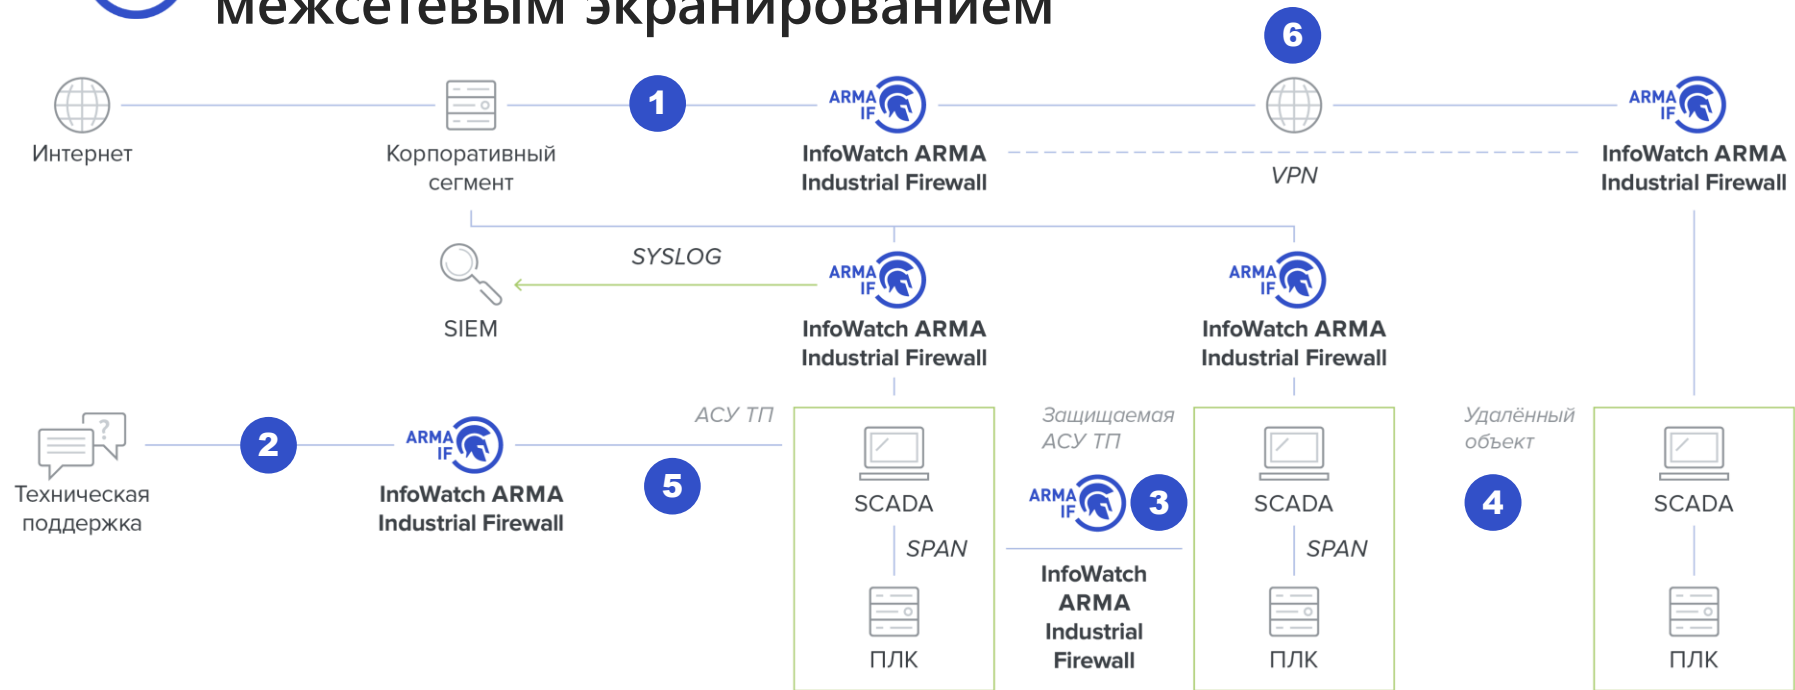 межсетевым экранированием
6
1
ARMA IF
ARMA IF
Интернет
Корпоративный
сегмент
InfoWatch ARMA
Industrial Firewall
VPN
InfoWatch ARMA
Industrial Firewall
SYSLOG
ARMA IF
ARMA IF
SIEM
InfoWatch ARMA
Industrial Firewall
InfoWatch ARMA
Industrial Firewall
2
ARMA IF
Техническая
поддержка
InfoWatch ARMA
Industrial Firewall
АСУ ТП
5
SCADA
SPAN
ПЛК
Защищаемая
АСУ ТП
ARMA IF
3
InfoWatch
ARMA
Industrial
Firewall
SCADA
SPAN
ПЛК
Удалённый
объект
4
SCADA
ПЛК
?